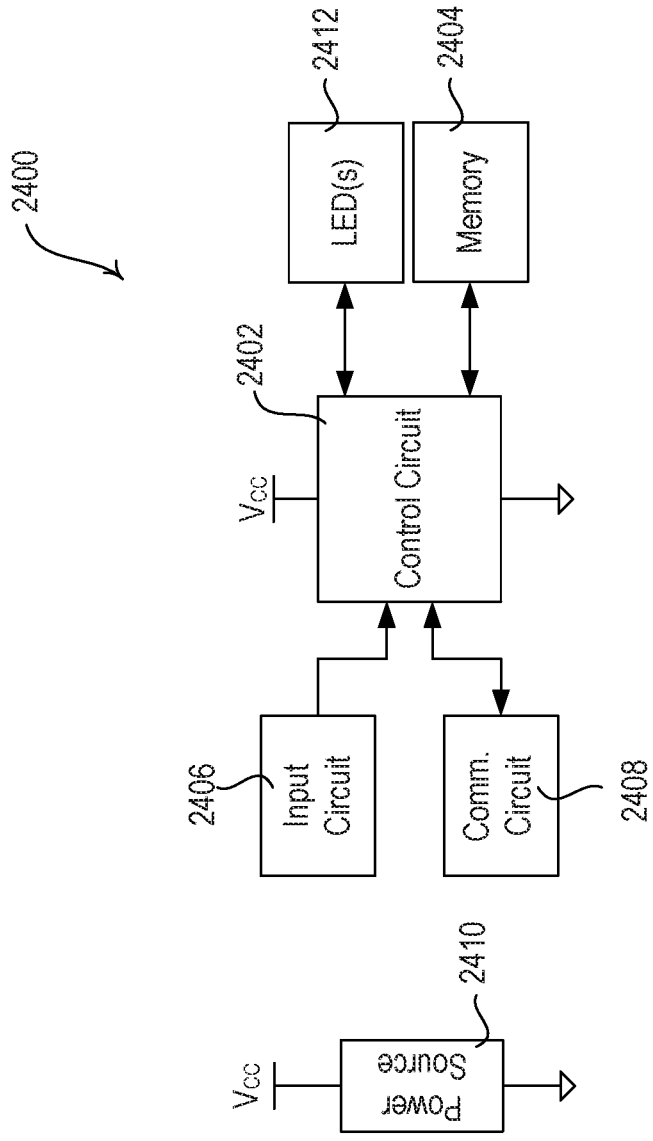 2400
VCC
Power
Source
2410
2406
Input
Circuit
Comm.
Circuit
2408
VCC
2402
Control Circuit
LED(s)
2412
Memory
2404